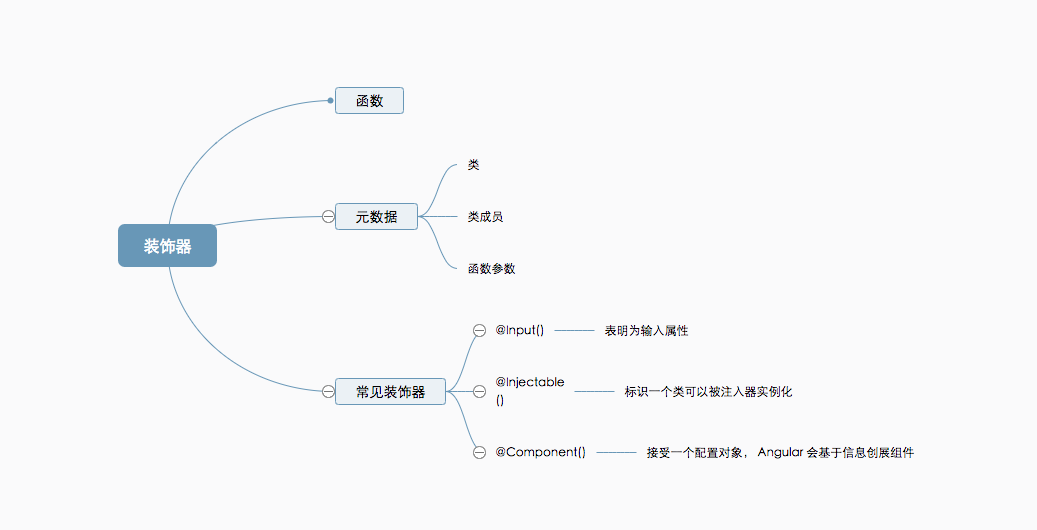 函数
类
元数据
类成员
装饰器
函数参数
@Input()
表明为输入属性
@Injectable
()
标识一个类可以被注入器实例化
常见装饰器
@Component()
接受一个配置对象， Angular 会基于信息创展组件